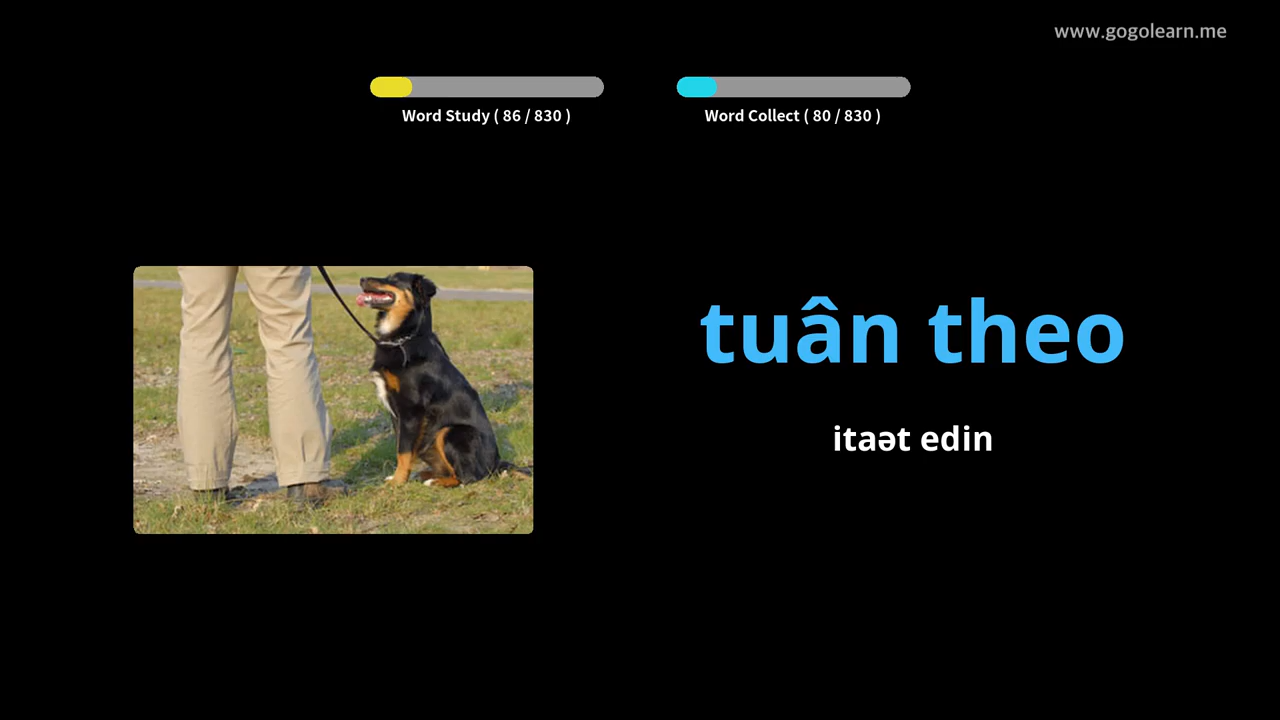 www.gogolearn.me
Word Study ( 86 / 830 )
Word Collect ( 80 / 830 )
tuân theo
itaət edin